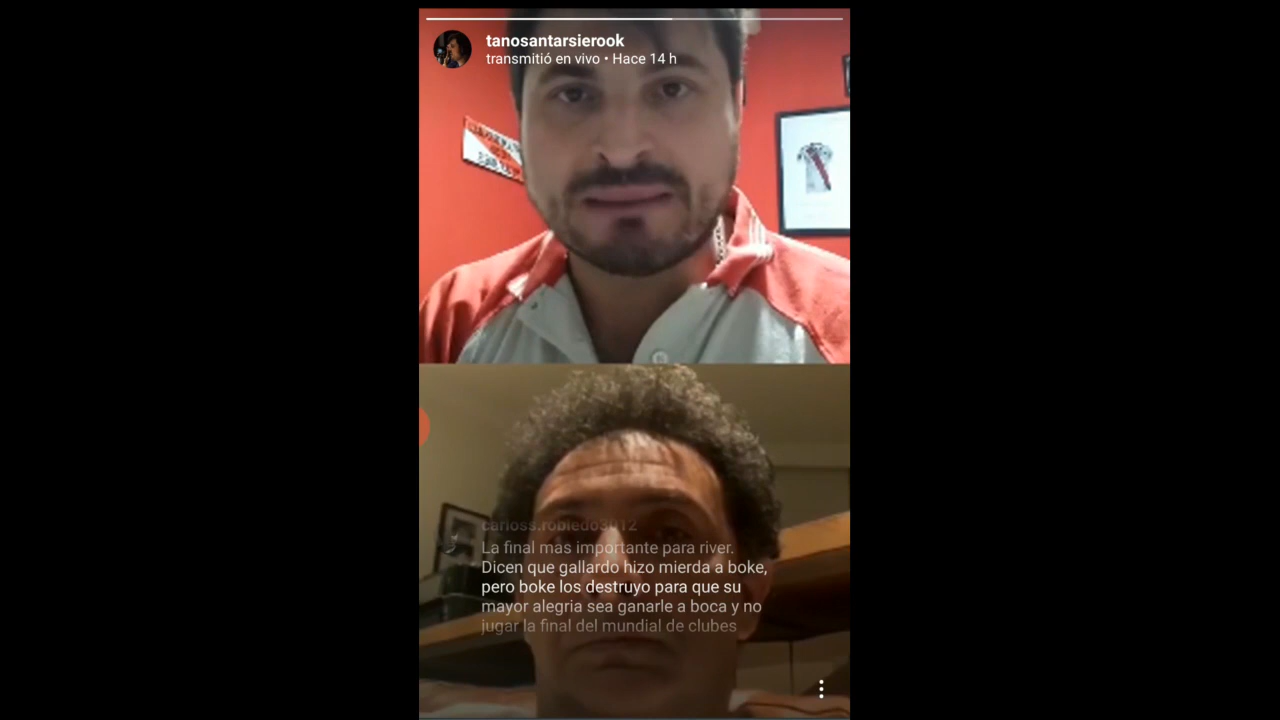 tanosantarsierook
transmitió en vivo • Hace 14 h
carloss.robledo3012
La final mas importante para river.
Dicen que gallardo hizo mierda a boke,
pero boke los destruyo para que su
mayor alegria sea ganarle a boca y no
jugar la final del mundial de clubes